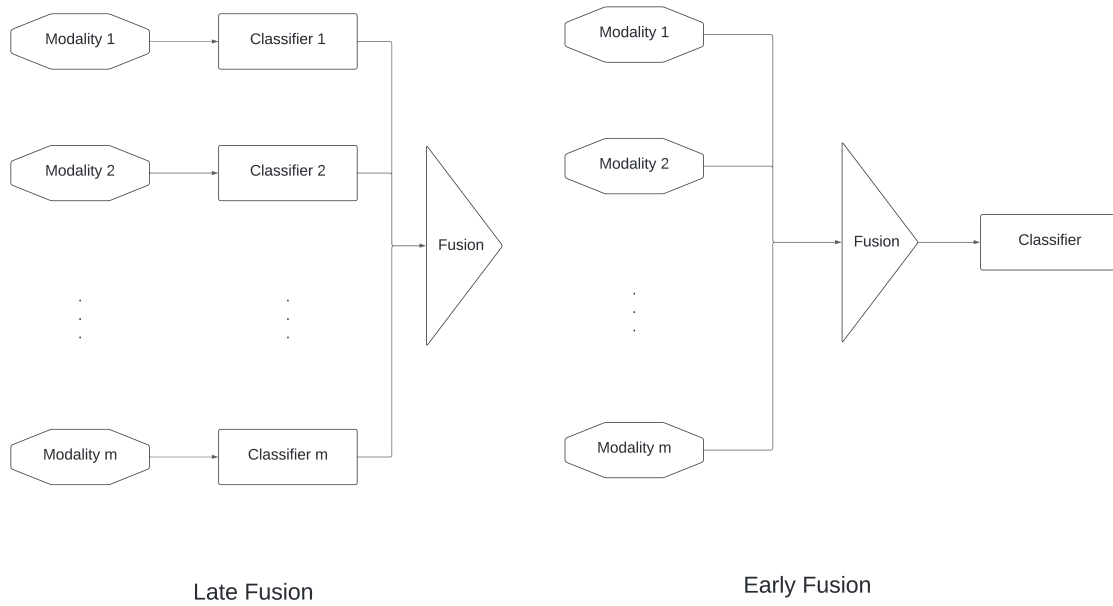 Modality 1
Classifier 1
Modality 2
Classifier 2
Fusion
Modality m
Classifier m
Late Fusion
Modality 1
Modality 2
Fusion
Classifier
Modality m
Early Fusion